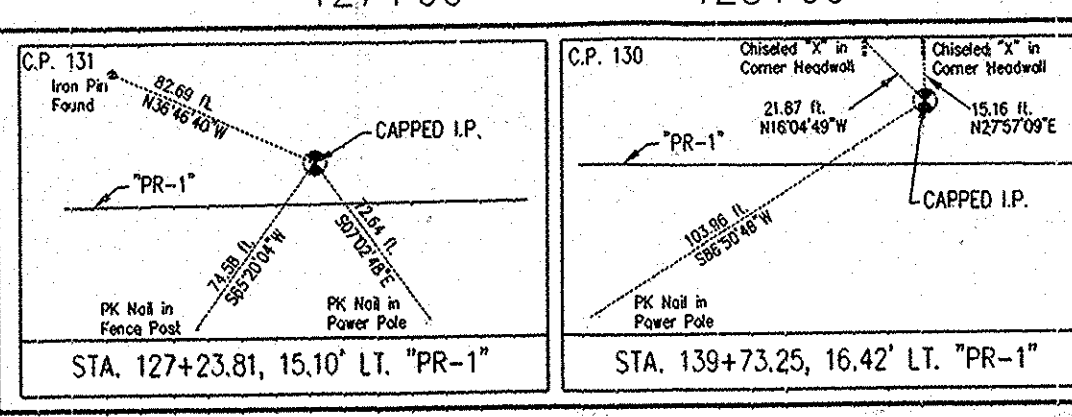 C.P. 131
Iron Pin
Found
82.69 ft.
N36°46'40"W
CAPPED I.P.
"PR-1"
74.58 ft.
S65°20'04"W
72.64 ft.
S07°02'48"E
PK Nail in
Fence Post
PK Nail in
Power Pole
STA. 127+23.81, 15.10' LT. "PR-1"
C.P. 130
Chiseled "X" in
Corner Headwall
Chiseled "X" in
Corner Headwall
21.87 ft.
N16°04'49"W
15.16 ft.
N27°57'09"E
"PR-1"
CAPPED I.P.
103.96 ft.
S86°50'48"W
PK Nail in
Power Pole
STA. 139+73.25, 16.42' LT. "PR-1"